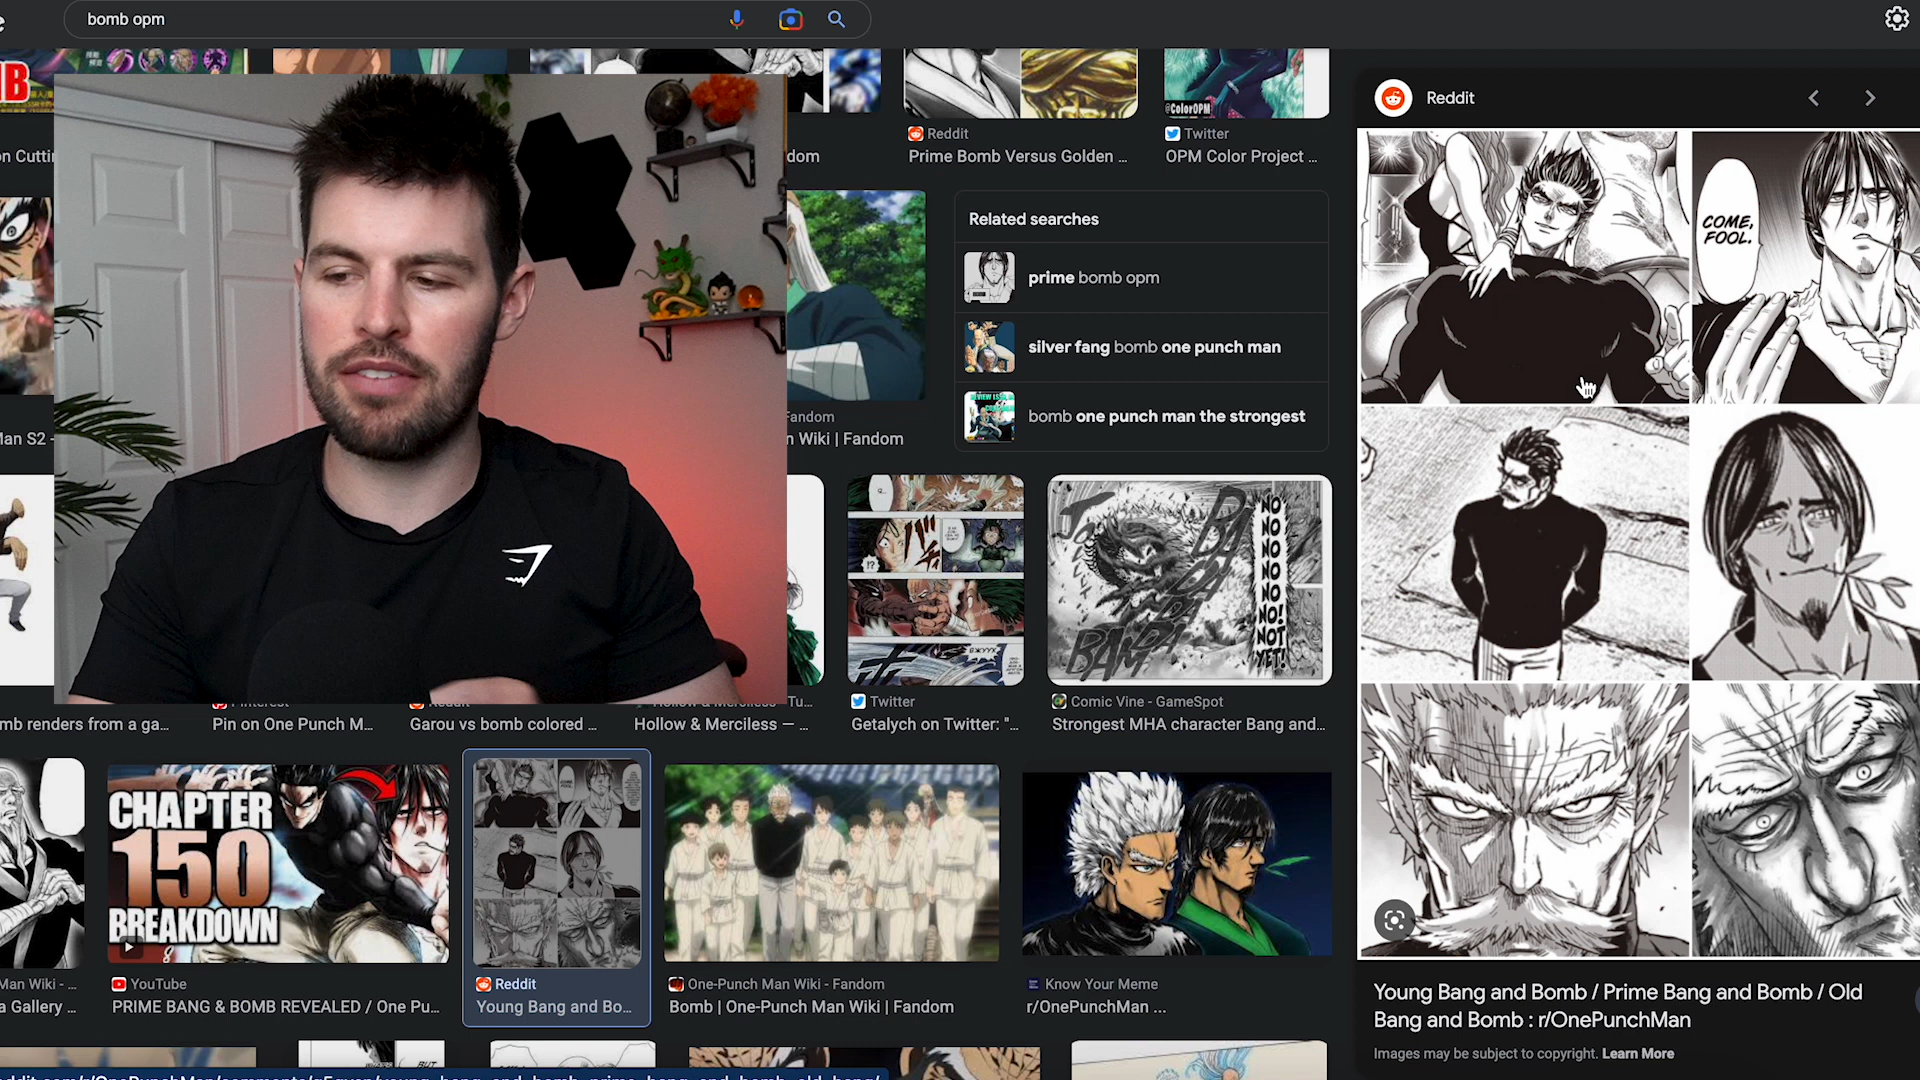 bomb opm
@ColorOPM
Reddit
Prime Bomb Versus Golden ...
Twitter
OPM Color Project ...
Reddit
COME,
FOOL.
Related searches
prime bomb opm
silver fang bomb one punch man
bomb one punch man the strongest
Man S2 -
Fandom
n Wiki | Fandom
NO
NO
NO
NO
NO
NO!
NOT
YET!
mb renders from a ga...
Pin on One Punch M...
Garou vs bomb colored ...
Hollow & Merciless — ...
Twitter
Getalych on Twitter: "...
Comic Vine - GameSpot
Strongest MHA character Bang and...
CHAPTER
150
BREAKDOWN
Man Wiki - ...
a Gallery ...
YouTube
PRIME BANG & BOMB REVEALED / One Pu...
Reddit
Young Bang and Bo...
One-Punch Man Wiki - Fandom
Bomb | One-Punch Man Wiki | Fandom
Know Your Meme
r/OnePunchMan ...
Young Bang and Bomb / Prime Bang and Bomb / Old
Bang and Bomb : r/OnePunchMan
Images may be subject to copyright. Learn More